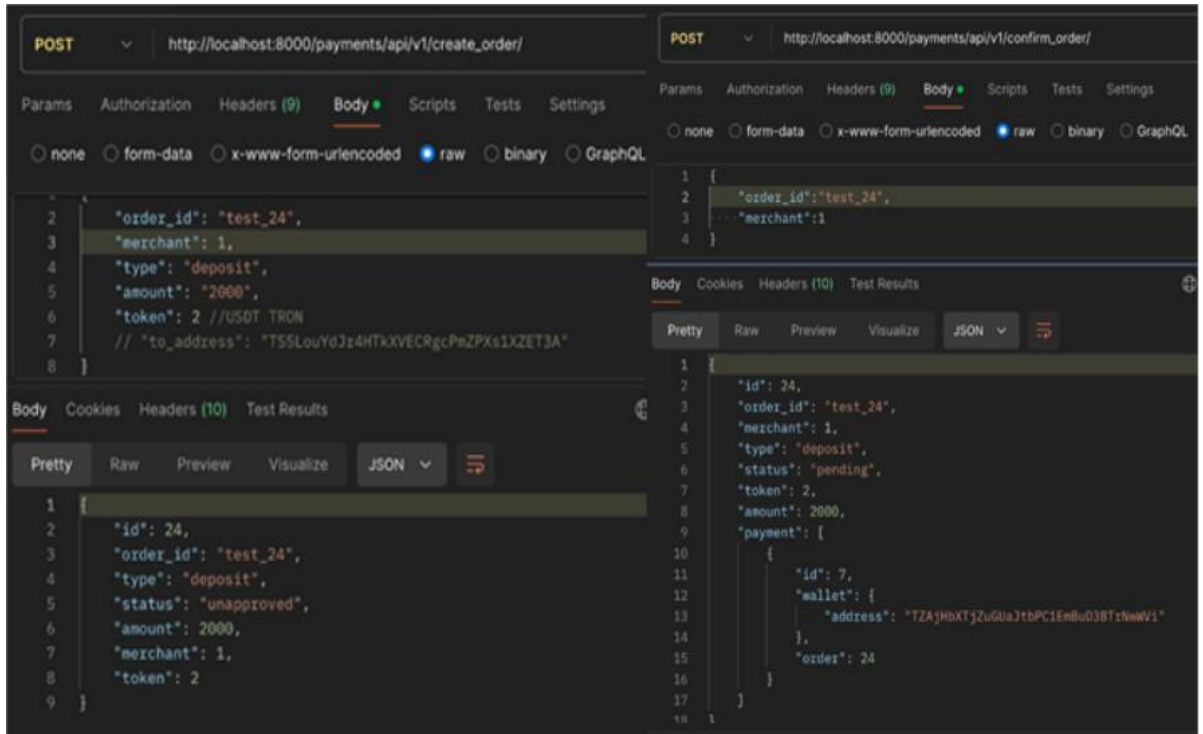 POST http://localhost:8000/payments/api/v1/create_order/
Params Authorization Headers (9) Body Scripts Tests Settings
none form-data x-www-form-urlencoded raw binary GraphQL
2 "order_id": "test_24",
3 "merchant": 1,
4 "type": "deposit",
5 "amount": "2000",
6 "token": 2 //USDT TRON
7 // "to_address": "TSSLouYdJr4HTkXVECRgcPmZPXs1XZET3A"
8 }
Body Cookies Headers (10) Test Results
Pretty Raw Preview Visualize JSON
1 {
2 "id": 24,
3 "order_id": "test_24",
4 "type": "deposit",
5 "status": "unapproved",
6 "amount": 2000,
7 "merchant": 1,
8 "token": 2
9 }
POST http://localhost:8000/payments/api/v1/confirm_order/
Params Authorization Headers (9) Body Scripts Tests Settings
none form-data x-www-form-urlencoded raw binary GraphQL
1 {
2 "order_id":"test_24",
3 "merchant":1
4 }
Body Cookies Headers (10) Test Results
Pretty Raw Preview Visualize JSON
1 {
2 "id": 24,
3 "order_id": "test_24",
4 "merchant": 1,
5 "type": "deposit",
6 "status": "pending",
7 "token": 2,
8 "amount": 2000,
9 "payment": [
10 {
11 "id": 7,
12 "wallet": {
13 "address": "TZAjHbXTjZuGUaJtbPC1EmBuD3BTrNwWVi"
14 },
15 "order": 24
16 }
17 ]
18 }